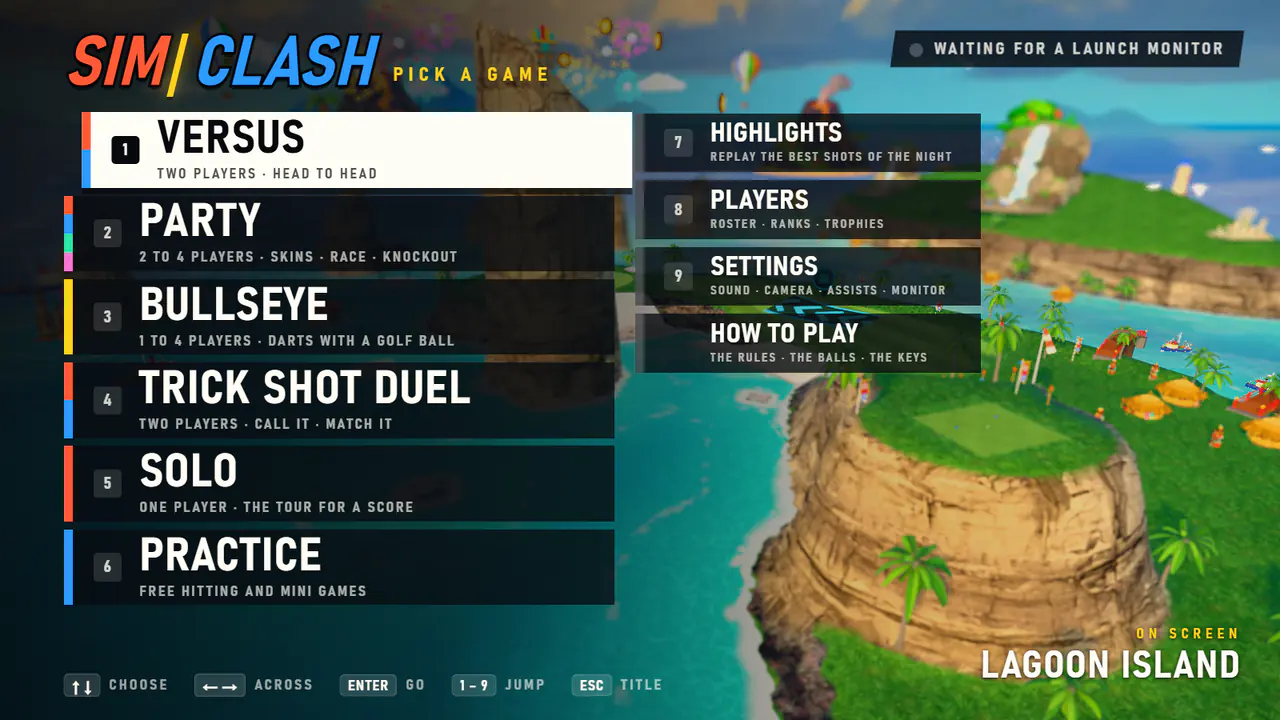 SIM/CLASH
PICK A GAME
WAITING FOR A LAUNCH MONITOR
1
VERSUS
TWO PLAYERS · HEAD TO HEAD
2
PARTY
2 TO 4 PLAYERS · SKINS · RACE · KNOCKOUT
3
BULLSEYE
1 TO 4 PLAYERS · DARTS WITH A GOLF BALL
4
TRICK SHOT DUEL
TWO PLAYERS · CALL IT · MATCH IT
5
SOLO
ONE PLAYER · THE TOUR FOR A SCORE
6
PRACTICE
FREE HITTING AND MINI GAMES
7
HIGHLIGHTS
REPLAY THE BEST SHOTS OF THE NIGHT
8
PLAYERS
ROSTER · RANKS · TROPHIES
9
SETTINGS
SOUND · CAMERA · ASSISTS · MONITOR
HOW TO PLAY
THE RULES · THE BALLS · THE KEYS
ON SCREEN
LAGOON ISLAND
↑↓ CHOOSE ←→ ACROSS ENTER GO 1–9 JUMP ESC TITLE